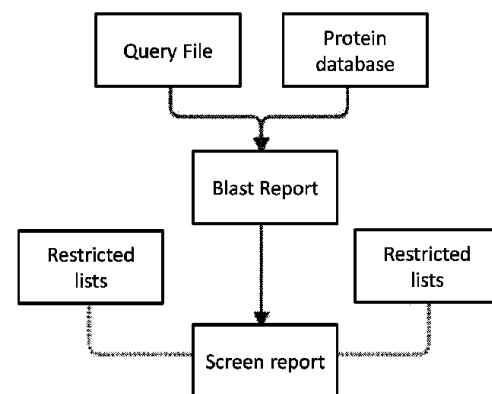 Query File
Protein
database
Blast Report
Restricted
lists
Restricted
lists
Screen report